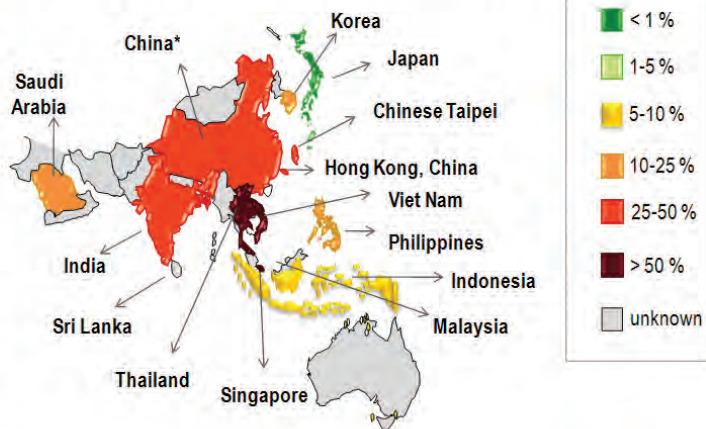 Korea
China*
Japan
Saudi
Arabia
Chinese Taipei
Hong Kong, China
Viet Nam
Philippines
India
Indonesia
Sri Lanka
Malaysia
Thailand
Singapore
< 1 %
1-5 %
5-10 %
10-25 %
25-50 %
> 50 %
unknown